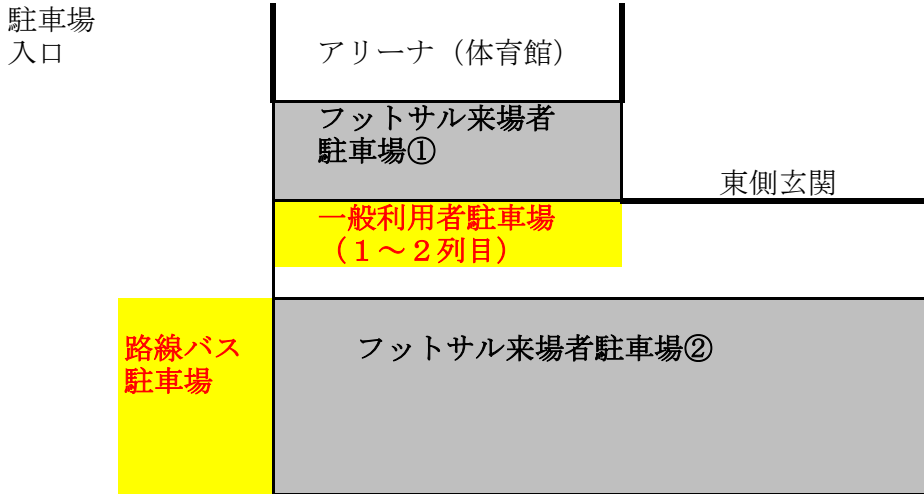 駐車場
入口
アリーナ（体育館）
フットサル来場者
駐車場①
東側玄関
一般利用者駐車場
（１～２列目）
路線バス
駐車場
フットサル来場者駐車場②